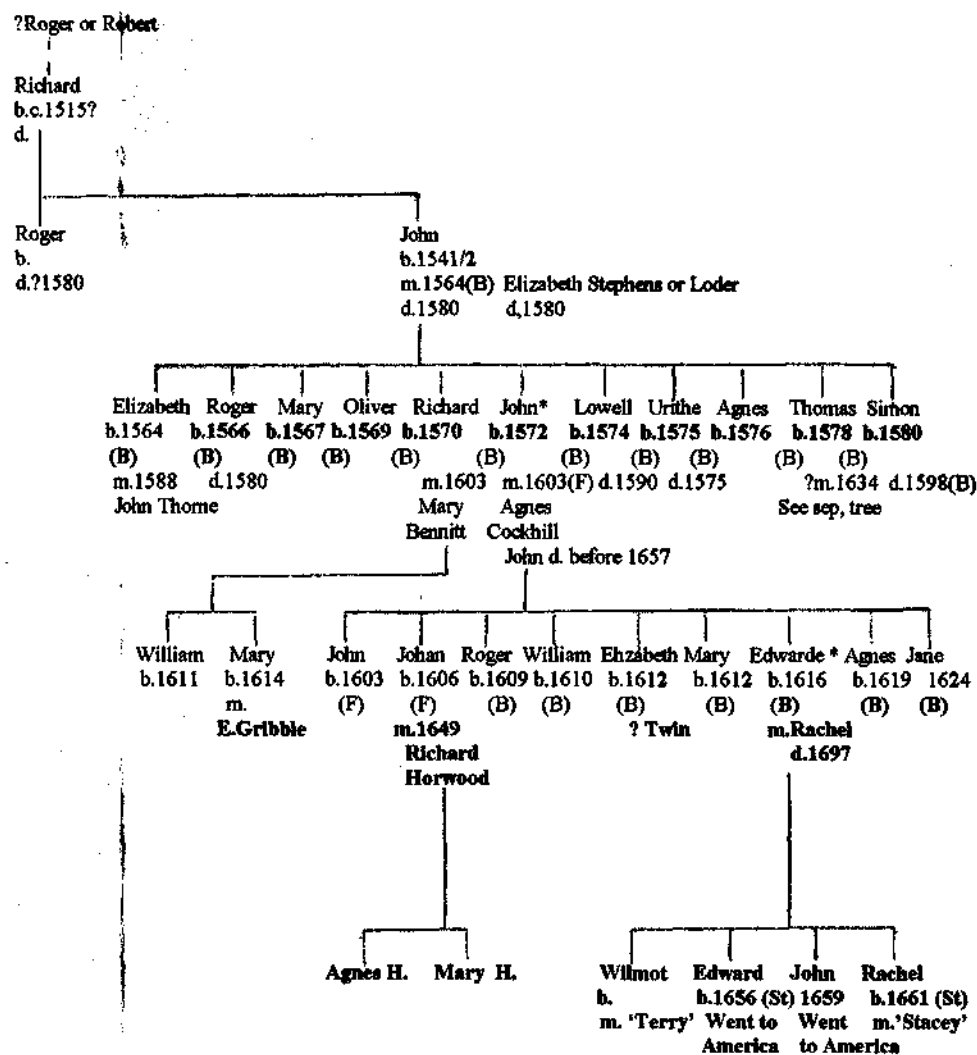 ?Roger or Robert
Richard
b.c.1515?
d.
Roger
b.
d.?1580
John
b.1541/2
m.1564(B) Elizabeth Stephens or Loder
d.1580 d,1580
Elizabeth Roger Mary Oliver Richard John* Lowell Urithe Agnes Thomas Simon
b.1564 b.1566 b.1567 b.1569 b.1570 b.1572 b.1574 b.1575 b.1576 b.1578 b.1580
(B) (B) (B) (B) (B) (B) (B) (B) (B) (B) (B)
m.1588 d.1580 m.1603 m.1603(F) d.1590 d.1575 ?m.1634 d.1598(B)
John Thorne Mary Agnes See sep, tree
Bennitt Cockhill
John d. before 1657
William Mary John Johan Roger William Ehzabeth Mary Edwarde * Agnes Jane
b.1611 b.1614 b.1603 b.1606 b.1609 b.1610 b.1612 b.1612 b.1616 b.1619 1624
m. (F) (F) (B) (B) (B) (B) (B) (B) (B)
E.Gribble m.1649 ? Twin m.Rachel
Richard d.1697
Horwood
Agnes H. Mary H. Wilmot Edward John Rachel
b. b.1656 (St) 1659 b.1661 (St)
m. 'Terry' Went to Went m.'Stacey'
America to America